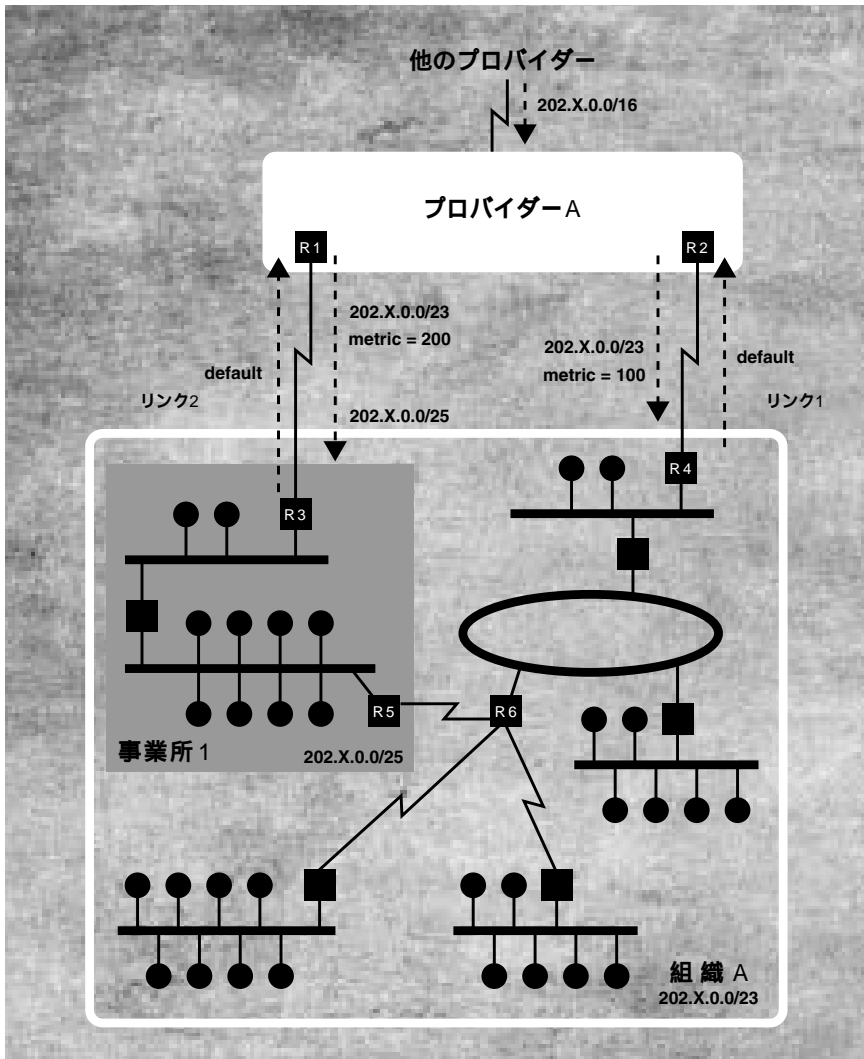 他のプロバイダー
202.X.0.0/16
プロバイダーA
R1
R2
202.X.0.0/23
metric = 200
202.X.0.0/23
metric = 100
default
default
リンク2
リンク1
202.X.0.0/25
R4
R3
R5
R6
事業所1
202.X.0.0/25
組織 A
202.X.0.0/23